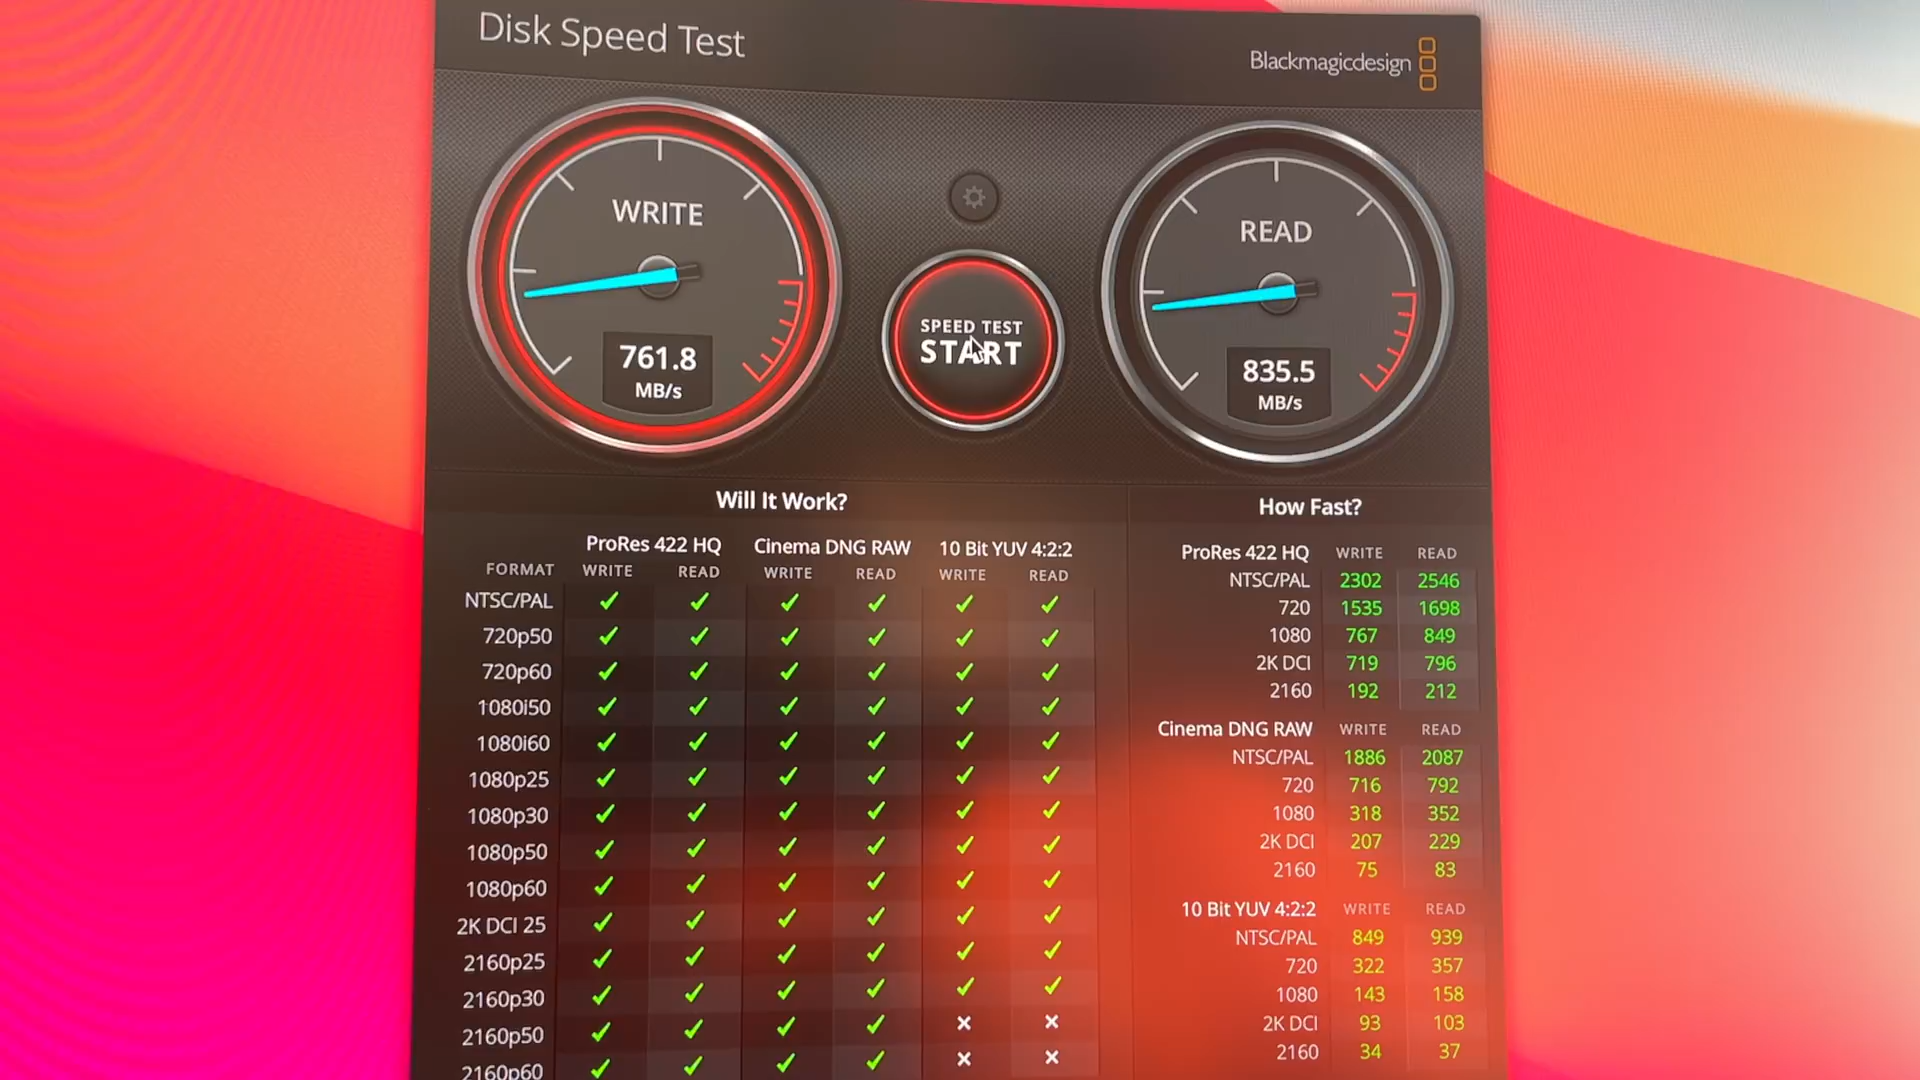 Disk Speed Test
Blackmagicdesign
WRITE
761.8
MB/s
SPEED TEST
START
READ
835.5
MB/s
Will It Work?
ProRes 422 HQ Cinema DNG RAW 10 Bit YUV 4:2:2
FORMAT WRITE READ WRITE READ WRITE READ
NTSC/PAL ✓ ✓ ✓ ✓ ✓ ✓
720p50 ✓ ✓ ✓ ✓ ✓ ✓
720p60 ✓ ✓ ✓ ✓ ✓ ✓
1080i50 ✓ ✓ ✓ ✓ ✓ ✓
1080i60 ✓ ✓ ✓ ✓ ✓ ✓
1080p25 ✓ ✓ ✓ ✓ ✓ ✓
1080p30 ✓ ✓ ✓ ✓ ✓ ✓
1080p50 ✓ ✓ ✓ ✓ ✓ ✓
1080p60 ✓ ✓ ✓ ✓ ✓ ✓
2K DCI 25 ✓ ✓ ✓ ✓ ✓ ✓
2160p25 ✓ ✓ ✓ ✓ ✓ ✓
2160p30 ✓ ✓ ✓ ✓ ✓ ✓
2160p50 ✓ ✓ ✓ ✓ × ×
2160p60 ✓ ✓ ✓ ✓ × ×
How Fast?
ProRes 422 HQ WRITE READ
NTSC/PAL 2302 2546
720 1535 1698
1080 767 849
2K DCI 719 796
2160 192 212
Cinema DNG RAW WRITE READ
NTSC/PAL 1886 2087
720 716 792
1080 318 352
2K DCI 207 229
2160 75 83
10 Bit YUV 4:2:2 WRITE READ
NTSC/PAL 849 939
720 322 357
1080 143 158
2K DCI 93 103
2160 34 37